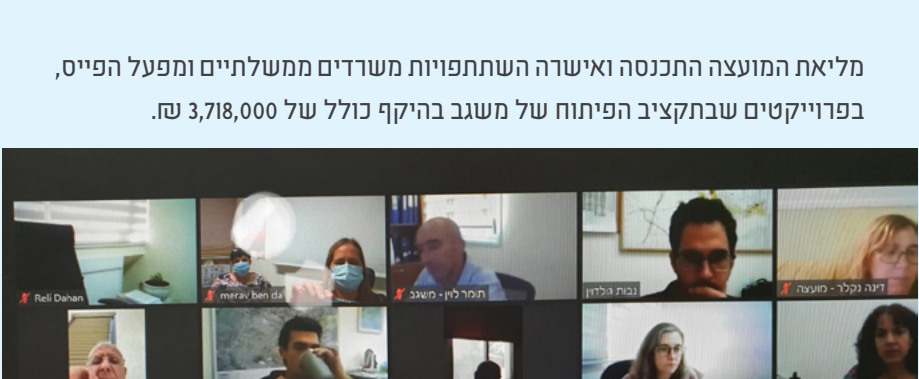 מליאת המועצה התכנסה ואישרה השתתפויות משרדים ממשלתיים ומפעל הפייס,
בפרוייקטים שבתקציב הפיתוח של משגב בהיקף כולל של 3,718,000 ₪.
Reli Dahan
merav ben da
תומר לוין - משגב
נבות גולדזין
דינה נקלר - מועצה